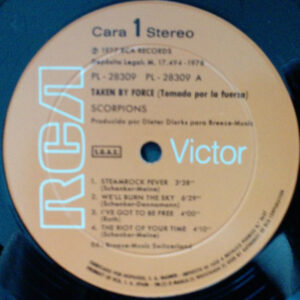 Cara 1 Stereo
℗ 1977 RCA RECORDS
Depósito Legal: M. 17.494-1978
PL - 28309 PL - 28309 A
TAKEN BY FORCE (Tomado por la fuerza)
SCORPIONS
Producido por Dieter Dierks para Breeze-Music
RCA
S.G.A.E.
Victor
1. STEAMROCK FEVER 3'38"
(Schenker-Meine)
2. WE'LL BURN THE SKY 6'29"
(Schenker-Dannemann)
3. I'VE GOT TO BE FREE 4'00"
(Roth)
4. THE RIOT OF YOUR TIME 4'10"
(Schenker-Meine)
Ed.: Breeze-Music Switzerland